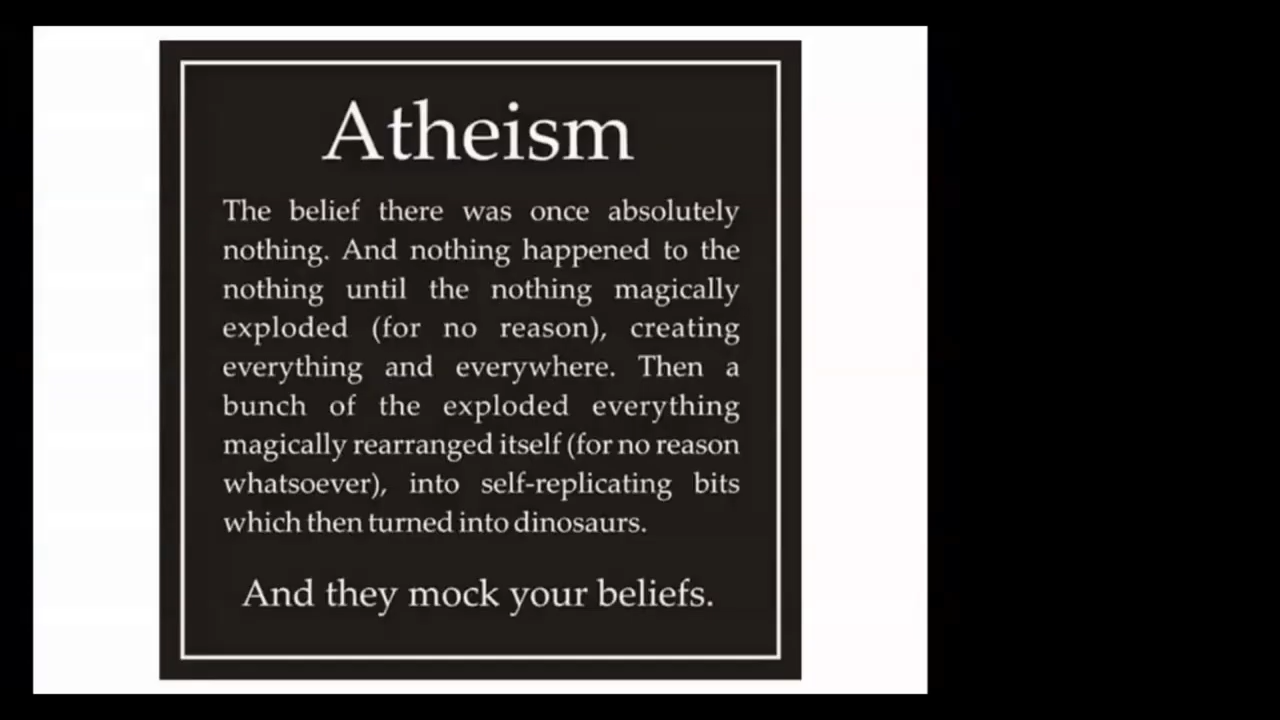 Atheism
The belief there was once absolutely
nothing. And nothing happened to the
nothing until the nothing magically
exploded (for no reason), creating
everything and everywhere. Then a
bunch of the exploded everything
magically rearranged itself (for no reason
whatsoever), into self-replicating bits
which then turned into dinosaurs.
And they mock your beliefs.